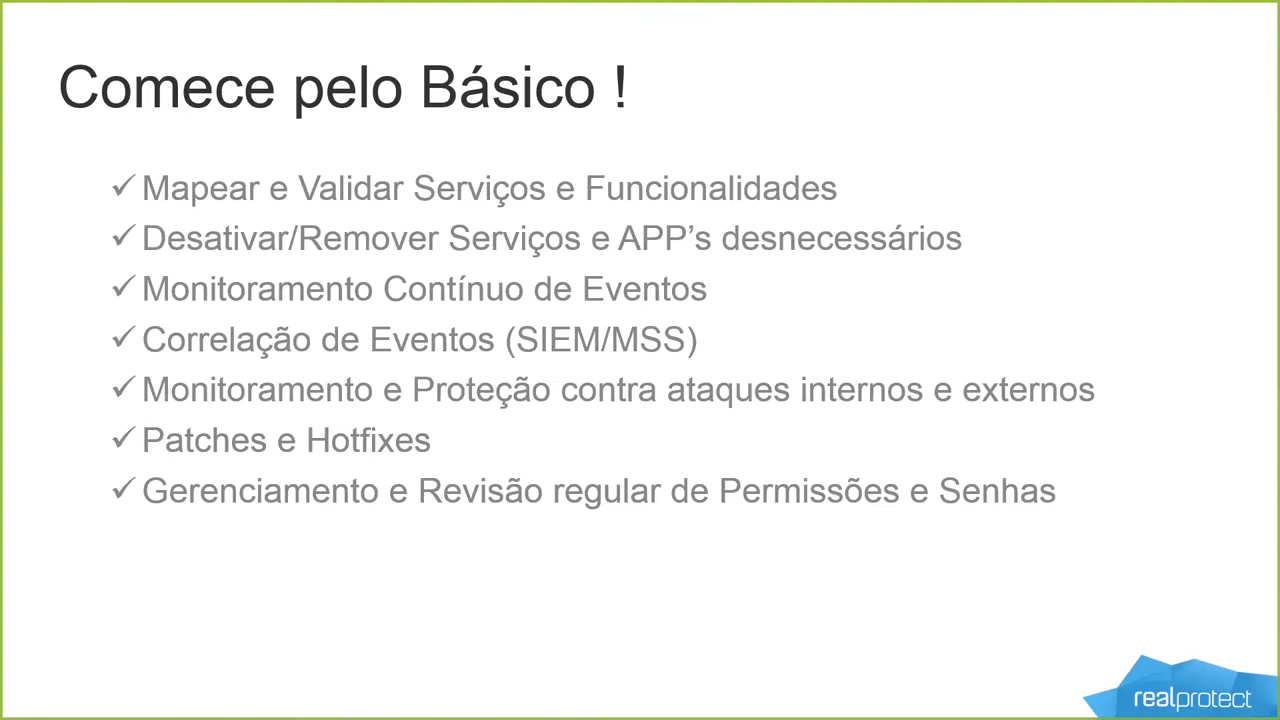 Comece pelo Básico !
✓ Mapear e Validar Serviços e Funcionalidades
✓ Desativar/Remover Serviços e APP’s desnecessários
✓ Monitoramento Contínuo de Eventos
✓ Correlação de Eventos (SIEM/MSS)
✓ Monitoramento e Proteção contra ataques internos e externos
✓ Patches e Hotfixes
✓ Gerenciamento e Revisão regular de Permissões e Senhas
realprotect